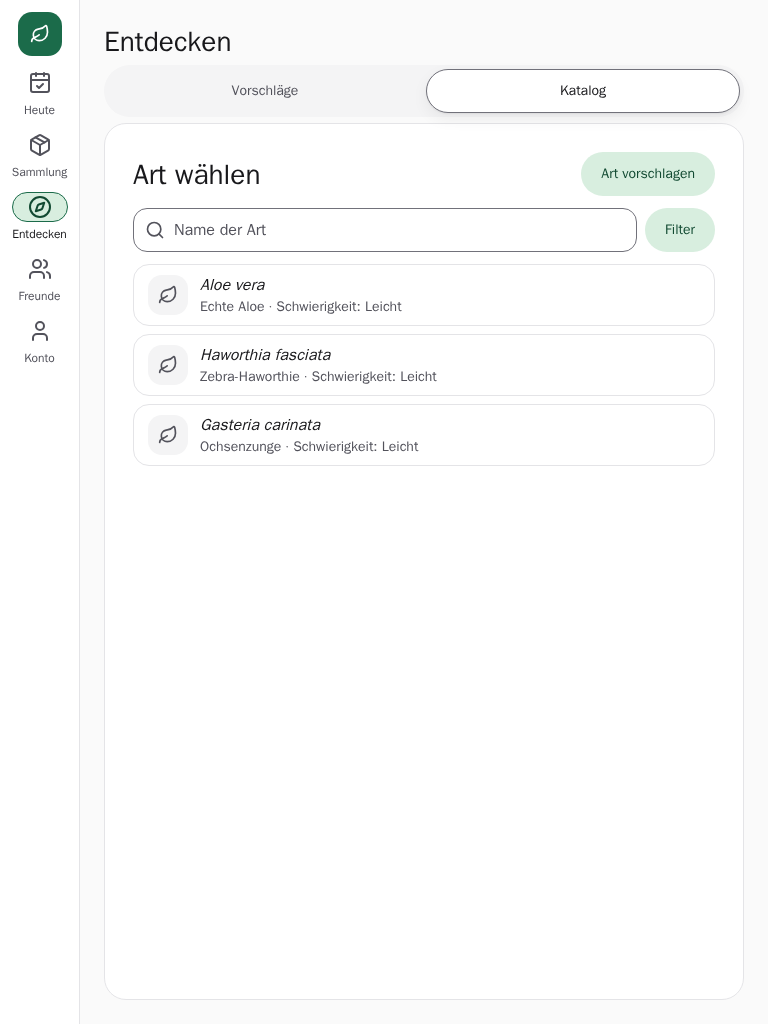 Heute
Sammlung
Entdecken
Freunde
Konto
Entdecken
Vorschläge
Katalog
Art wählen
Art vorschlagen
Name der Art
Filter
Aloe vera
Echte Aloe · Schwierigkeit: Leicht
Haworthia fasciata
Zebra-Haworthie · Schwierigkeit: Leicht
Gasteria carinata
Ochsenzunge · Schwierigkeit: Leicht